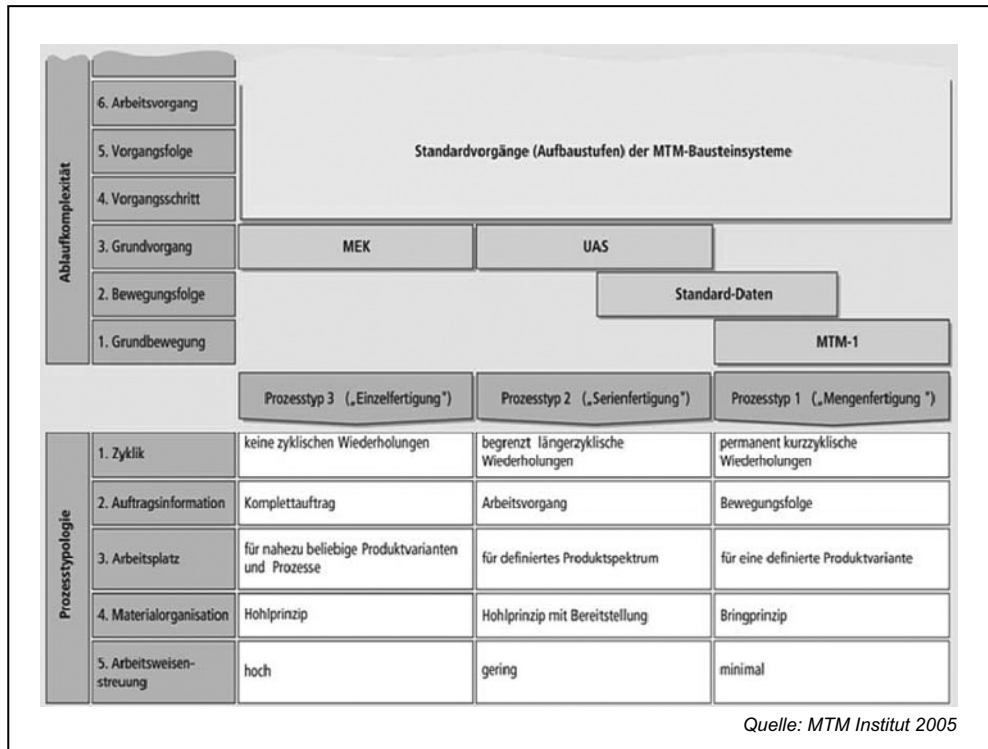 Ablaufkomplexität
6. Arbeitsvorgang
5. Vorgangsfolge
Standardvorgänge (Aufbaustufen) der MTM-Bausteinsysteme
4. Vorgangsschritt
3. Grundvorgang
MEK
UAS
2. Bewegungsfolge
Standard-Daten
1. Grundbewegung
MTM-1
Prozesstyp 3 („Einzelfertigung")
Prozesstyp 2 („Serienfertigung")
Prozesstyp 1 („Mengenfertigung ")
Prozesstypologie
1. Zyklik
keine zyklischen Wiederholungen
begrenzt längerzyklische
Wiederholungen
permanent kurzzyklische
Wiederholungen
2. Auftragsinformation
Komplettauftrag
Arbeitsvorgang
Bewegungsfolge
3. Arbeitsplatz
für nahezu beliebige Produktvarianten
und Prozesse
für definiertes Produktspektrum
für eine definierte Produktvariante
4. Materialorganisation
Hohlprinzip
Hohlprinzip mit Bereitstellung
Bringprinzip
5. Arbeitsweisen-
streuung
hoch
gering
minimal
Quelle: MTM Institut 2005